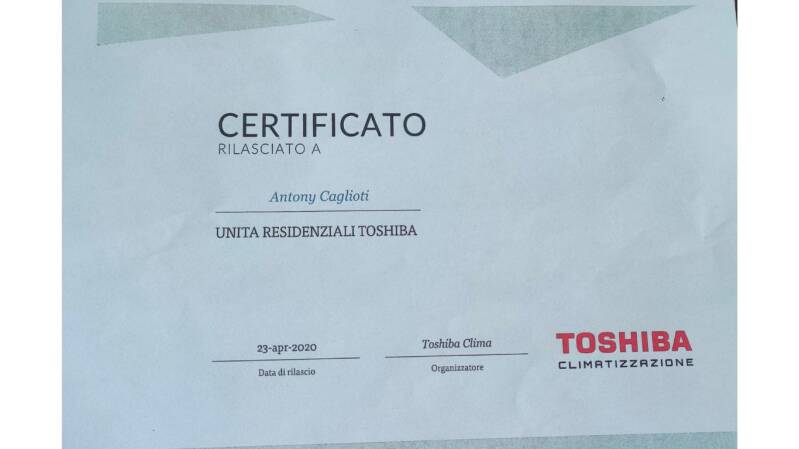 CERTIFICATO
RILASCIATO A
Antony Caglioti
UNITA RESIDENZIALI TOSHIBA
23-apr-2020
Data di rilascio
Toshiba Clima
Organizzatore
TOSHIBA
CLIMATIZZAZIONE